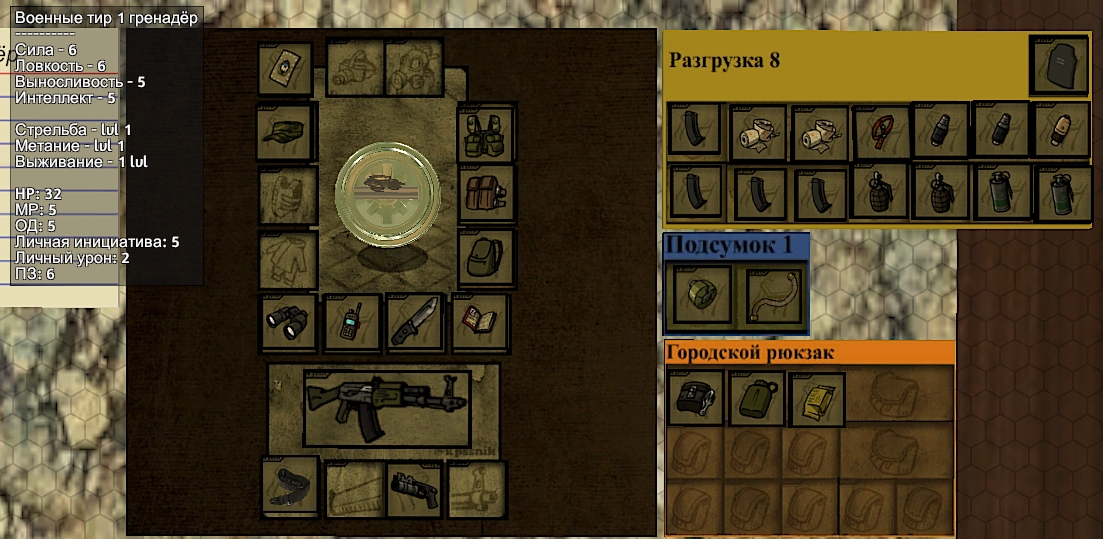 Военные тир 1 гренадёр
----------
Сила - 6
Ловкость - 6
Выносливость - 5
Интеллект - 5
Стрельба - lvl 1
Метание - lvl 1
Выживание - 1 lvl
HP: 32
МР: 5
ОД: 5
Личная инициатива: 5
Личный урон: 2
ПЗ: 6
Разгрузка 8
Подсумок 1
Городской рюкзак